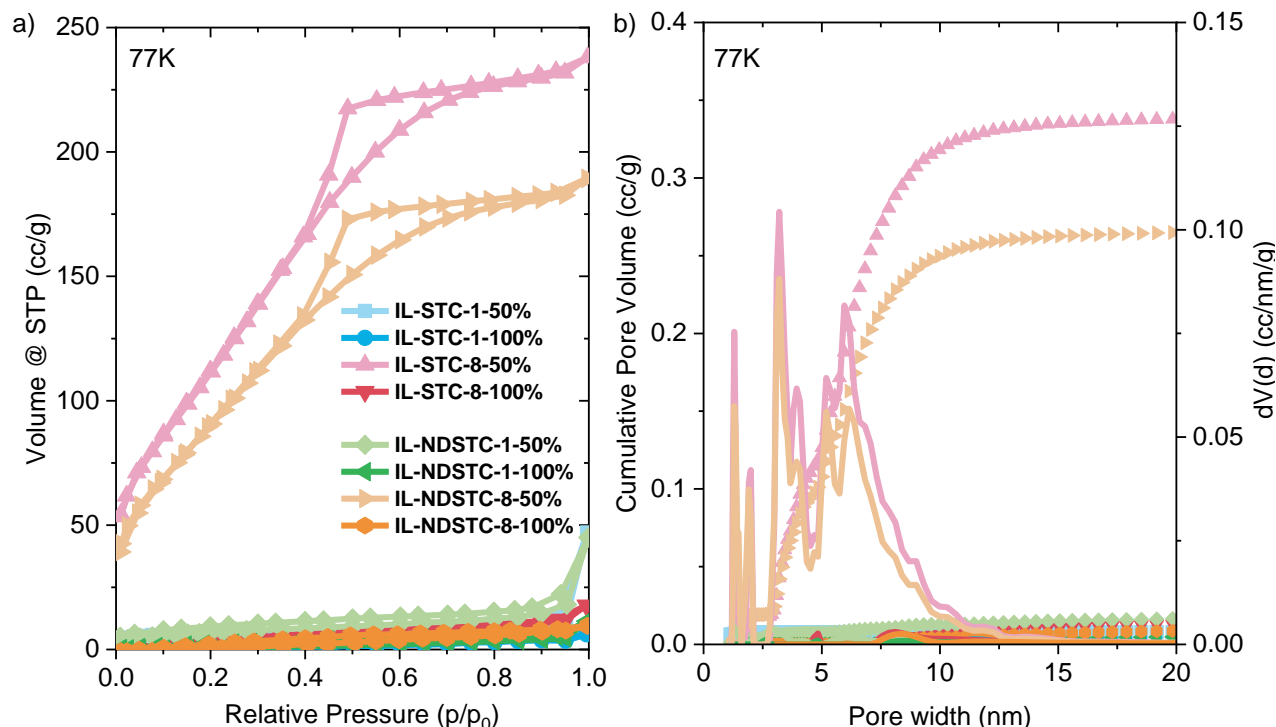 a)
77K
250
200
150
100
50
0
Volume @ STP (cc/g)
0.0 0.2 0.4 0.6 0.8 1.0
Relative Pressure (p/p0)
IL-STC-1-50%
IL-STC-1-100%
IL-STC-8-50%
IL-STC-8-100%
IL-NDSTC-1-50%
IL-NDSTC-1-100%
IL-NDSTC-8-50%
IL-NDSTC-8-100%
b)
77K
0.4
0.3
0.2
0.1
0.0
Cumulative Pore Volume (cc/g)
0 5 10 15 20
Pore width (nm)
0.15
0.10
0.05
0.00
dV(d) (cc/nm/g)